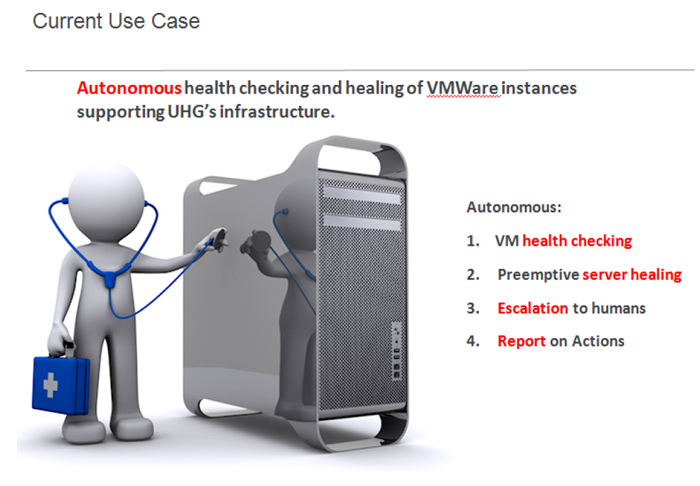 Current Use Case
Autonomous health checking and healing of VMWare instances
supporting UHG's infrastructure.
Autonomous:
1. VM health checking
2. Preemptive server healing
3. Escalation to humans
4. Report on Actions